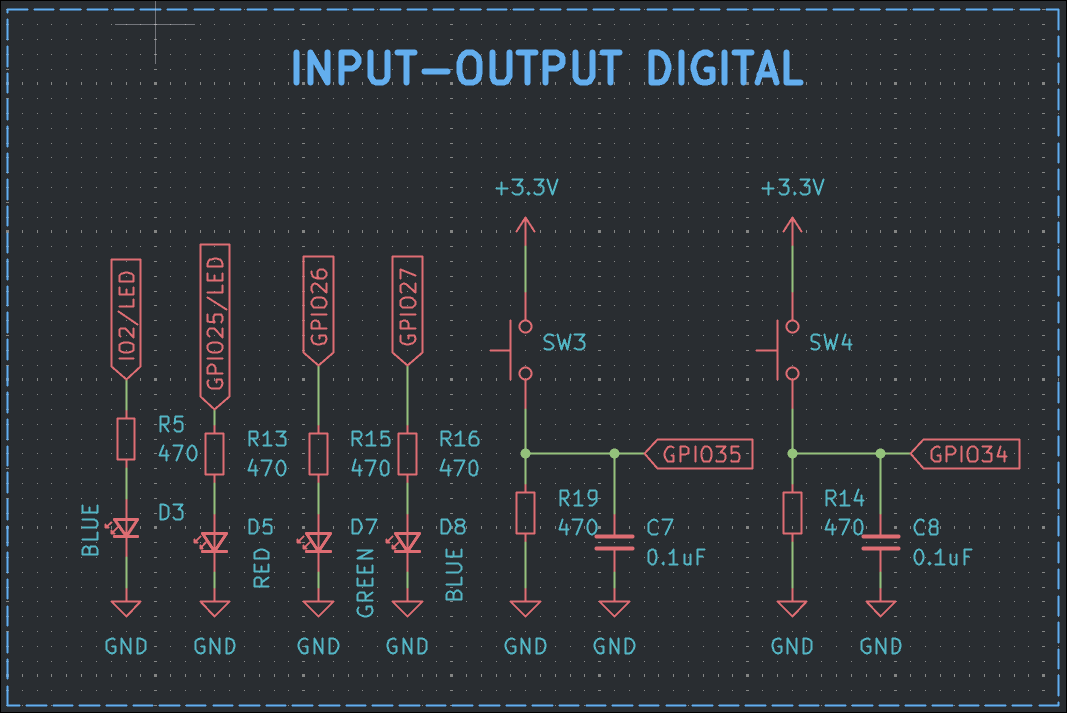 INPUT-OUTPUT DIGITAL
+3.3V
+3.3V
IO2/LED
GPIO25/LED
GPIO26
GPIO27
SW3
SW4
R5
470
R13
470
R15
470
R16
470
GPIO35
GPIO34
BLUE
D3
D5
RED
D7
GREEN
D8
BLUE
R19
470
C7
0.1uF
R14
470
C8
0.1uF
GND
GND
GND
GND
GND
GND
GND
GND